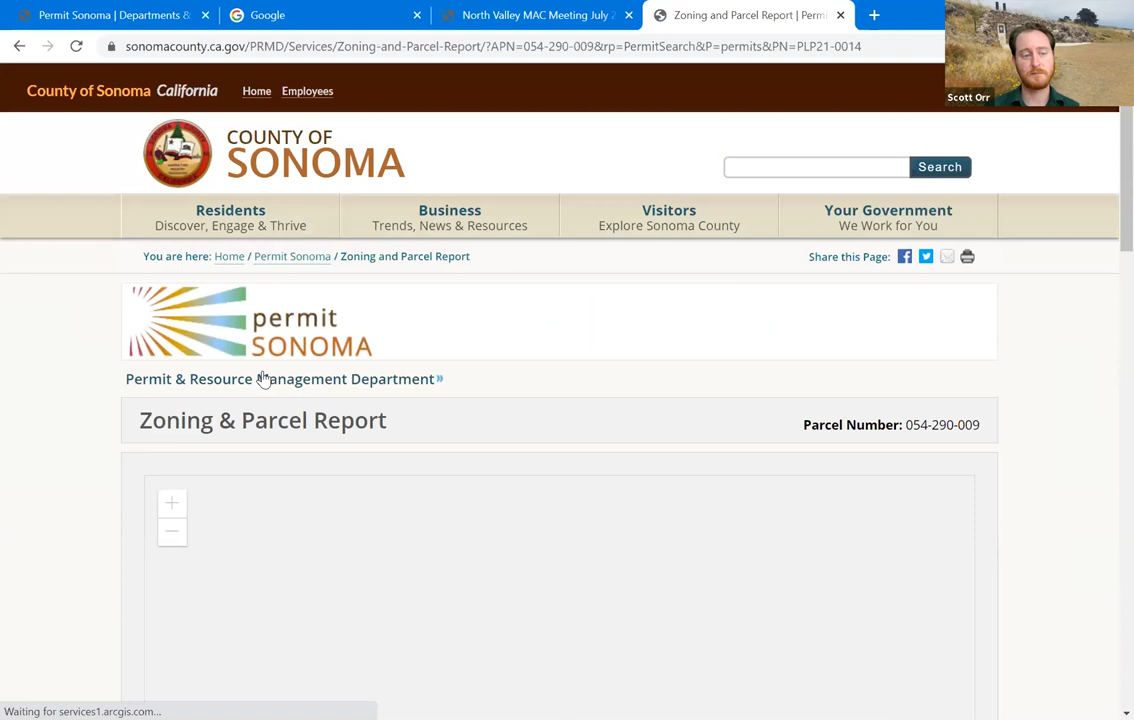 Permit Sonoma | Departments &
Google
North Valley MAC Meeting July 2
Zoning and Parcel Report | Permi
sonomacounty.ca.gov/PRMD/Services/Zoning-and-Parcel-Report/?APN=054-290-009&rp=PermitSearch&P=permits&PN=PLP21-0014
Scott Orr
County of Sonoma California
Home
Employees
COUNTY OF
SONOMA
Search
Residents
Discover, Engage & Thrive
Business
Trends, News & Resources
Visitors
Explore Sonoma County
Your Government
We Work for You
You are here: Home / Permit Sonoma / Zoning and Parcel Report
Share this Page:
permit
SONOMA
Permit & Resource Management Department»
Zoning & Parcel Report
Parcel Number: 054-290-009
+
−
Waiting for services1.arcgis.com...